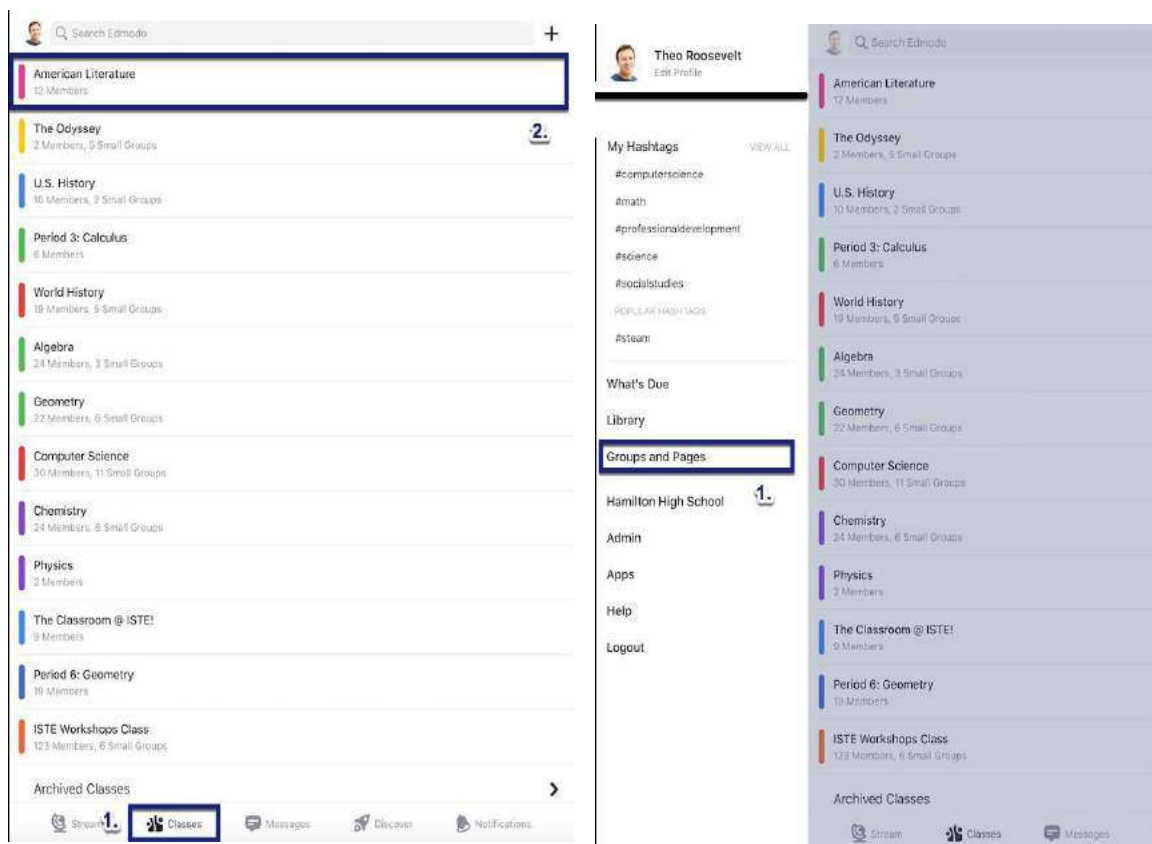 Search Edmodo
+
American Literature
12 Members
The Odyssey
2 Members, 5 Small Groups
2.
U.S. History
10 Members, 2 Small Groups
Period 3: Calculus
6 Members
World History
19 Members, 5 Small Groups
Algebra
24 Members, 3 Small Groups
Geometry
22 Members, 6 Small Groups
Computer Science
30 Members, 11 Small Groups
Chemistry
24 Members, 6 Small Groups
Physics
2 Members
The Classroom @ ISTE!
9 Members
Period 6: Geometry
19 Members
ISTE Workshops Class
123 Members, 6 Small Groups
Archived Classes
Stream 1. Classes Messages Discover Notifications
Theo Roosevelt
Edit Profile
My Hashtags VIEW ALL
#computerscience
#math
#professionaldevelopment
#science
#socialstudies
POPULAR HASHTAGS
#steam
What's Due
Library
Groups and Pages
1.
Hamilton High School
Admin
Apps
Help
Logout
Search Edmodo
American Literature
12 Members
The Odyssey
2 Members, 5 Small Groups
U.S. History
10 Members, 2 Small Groups
Period 3: Calculus
6 Members
World History
19 Members, 5 Small Groups
Algebra
24 Members, 3 Small Groups
Geometry
22 Members, 6 Small Groups
Computer Science
30 Members, 11 Small Groups
Chemistry
24 Members, 6 Small Groups
Physics
2 Members
The Classroom @ ISTE!
9 Members
Period 6: Geometry
19 Members
ISTE Workshops Class
123 Members, 6 Small Groups
Archived Classes
Stream Classes Messages